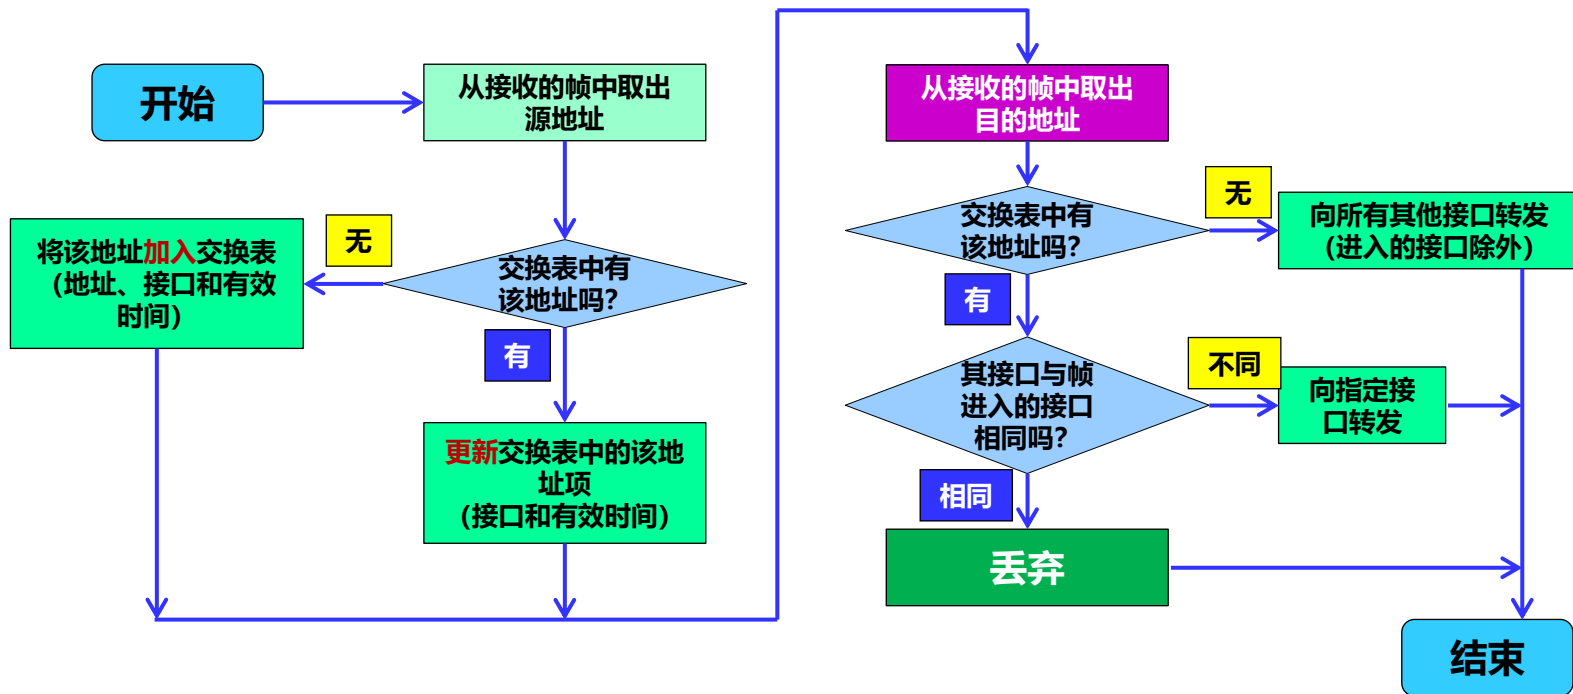 开始
从接收的帧中取出
源地址
交换表中有
该地址吗？
无
将该地址加入交换表
（地址、接口和有效
时间）
有
更新交换表中的该地
址项
（接口和有效时间）
从接收的帧中取出
目的地址
交换表中有
该地址吗？
无
向所有其他接口转发
（进入的接口除外）
有
其接口与帧
进入的接口
相同吗？
不同
向指定接
口转发
相同
丢弃
结束